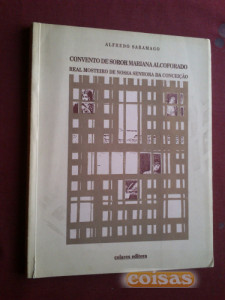 ALFREDO SARAMAGO
CONVENTO DE SOROR MARIANA ALCOFORADO
REAL MOSTEIRO DE NOSSA SENHORA DA CONCEIÇÃO
colares editora
coisas